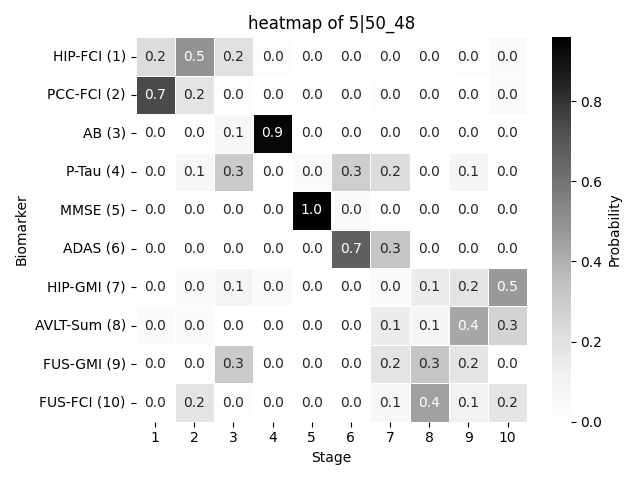 heatmap of 5|50_48
HIP-FCI (1) 0.2 0.5 0.2 0.0 0.0 0.0 0.0 0.0 0.0 0.0
PCC-FCI (2) 0.7 0.2 0.0 0.0 0.0 0.0 0.0 0.0 0.0 0.0
AB (3) 0.0 0.0 0.1 0.9 0.0 0.0 0.0 0.0 0.0 0.0
P-Tau (4) 0.0 0.1 0.3 0.0 0.0 0.3 0.2 0.0 0.1 0.0
MMSE (5) 0.0 0.0 0.0 0.0 1.0 0.0 0.0 0.0 0.0 0.0
ADAS (6) 0.0 0.0 0.0 0.0 0.0 0.7 0.3 0.0 0.0 0.0
HIP-GMI (7) 0.0 0.0 0.1 0.0 0.0 0.0 0.0 0.1 0.2 0.5
AVLT-Sum (8) 0.0 0.0 0.0 0.0 0.0 0.0 0.1 0.1 0.4 0.3
FUS-GMI (9) 0.0 0.0 0.3 0.0 0.0 0.0 0.2 0.3 0.2 0.0
FUS-FCI (10) 0.0 0.2 0.0 0.0 0.0 0.0 0.1 0.4 0.1 0.2
1 2 3 4 5 6 7 8 9 10
Stage
Biomarker
0.8
0.6
0.4
0.2
0.0
Probability